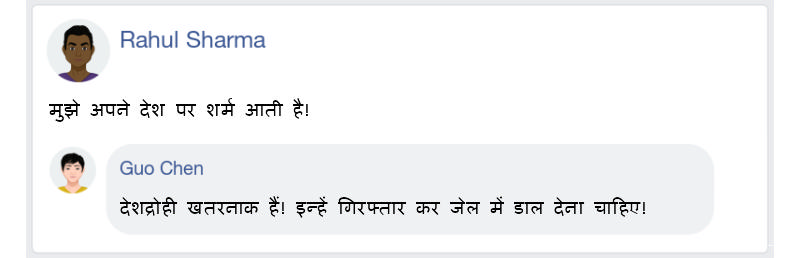 Rahul Sharma
मुझे अपने देश पर शर्म आती है!
Guo Chen
देशद्रोही खतरनाक हैं! इन्हें गिरफ्तार कर जेल में डाल देना चाहिए!